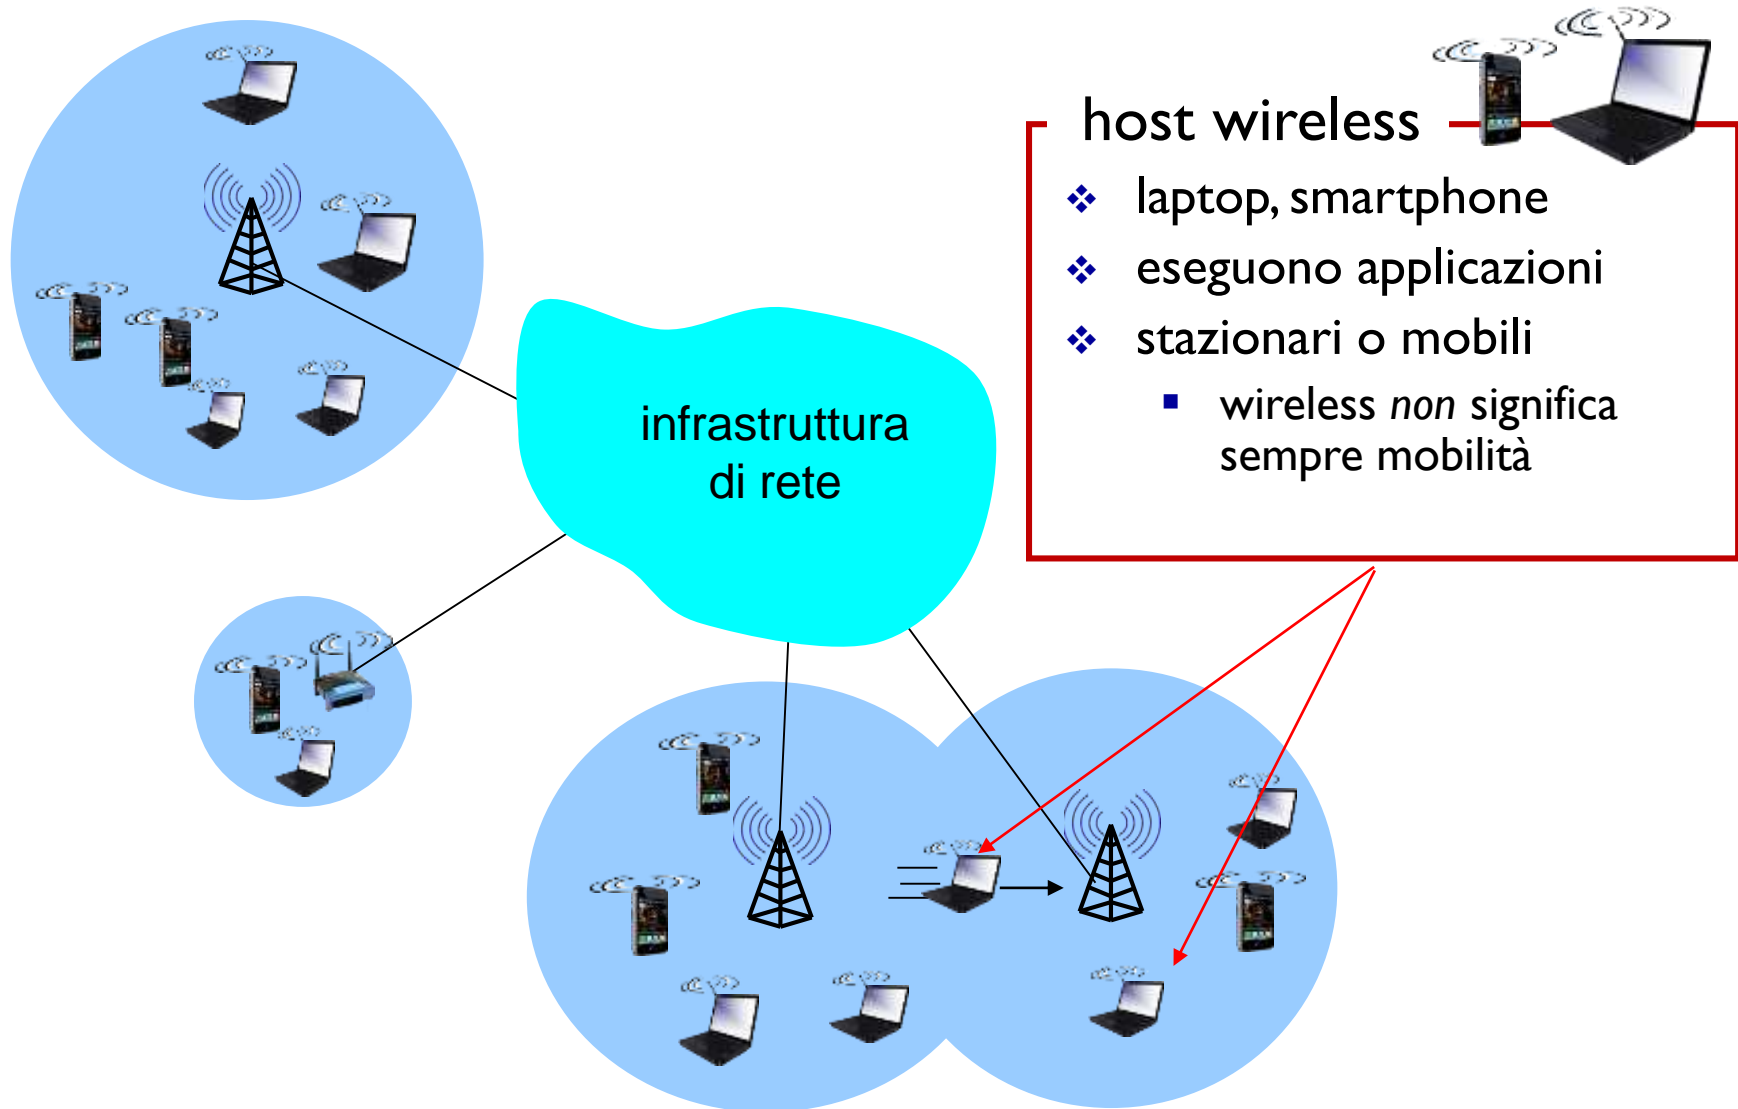 host wireless
laptop, smartphone
eseguono applicazioni
stazionari o mobili
wireless non significa
sempre mobilità
infrastruttura
di rete